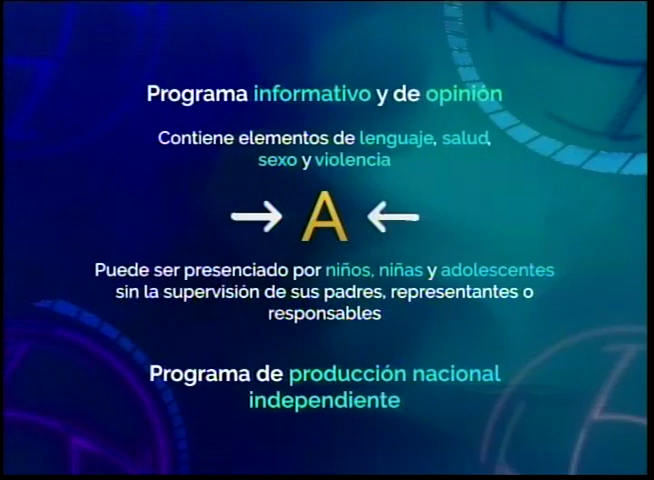 Programa informativo y de opinión
Contiene elementos de lenguaje, salud,
sexo y violencia
→ A ←
Puede ser presenciado por niños, niñas y adolescentes
sin la supervisión de sus padres, representantes o
responsables
Programa de producción nacional
independiente